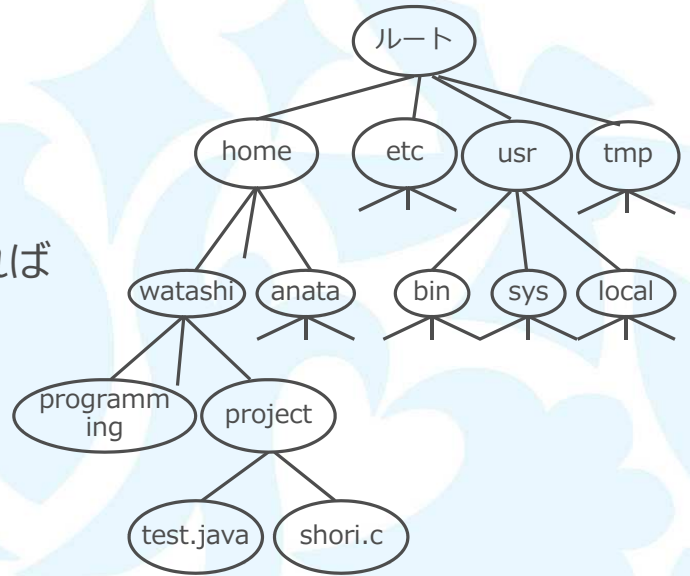 ルート
home
etc
usr
tmp
れば
watashi
anata
bin
sys
local
programm
ing
project
test.java
shori.c